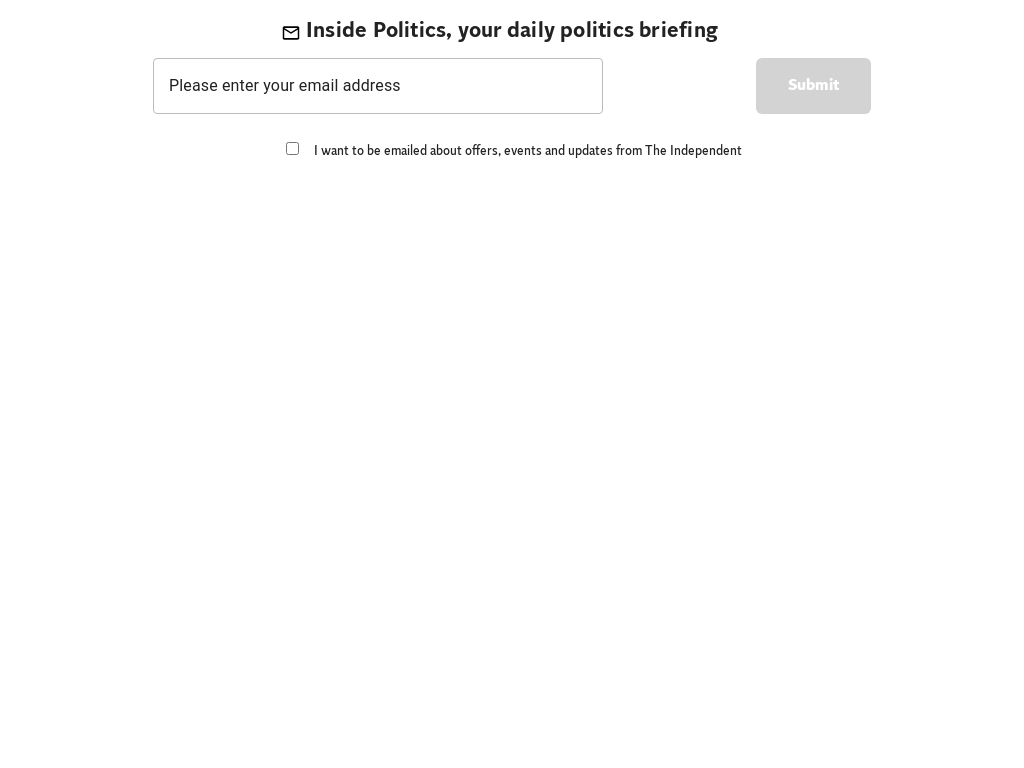 Inside Politics, your daily politics briefing
Please enter your email address
Submit
I want to be emailed about offers, events and updates from The Independent